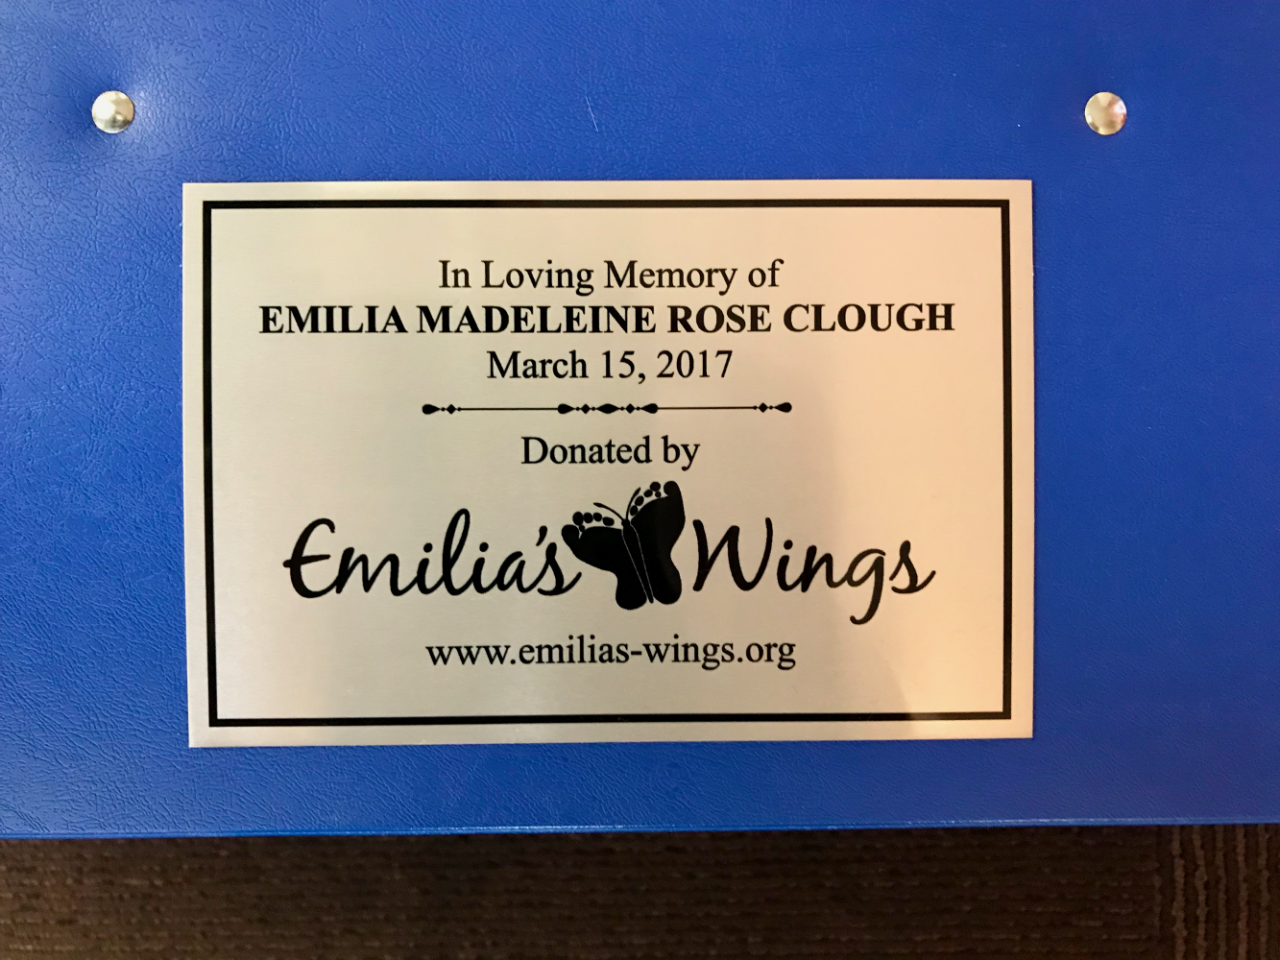 In Loving Memory of
EMILIA MADELEINE ROSE CLOUGH
March 15, 2017
Donated by
Emilia's Wings
www.emilias-wings.org